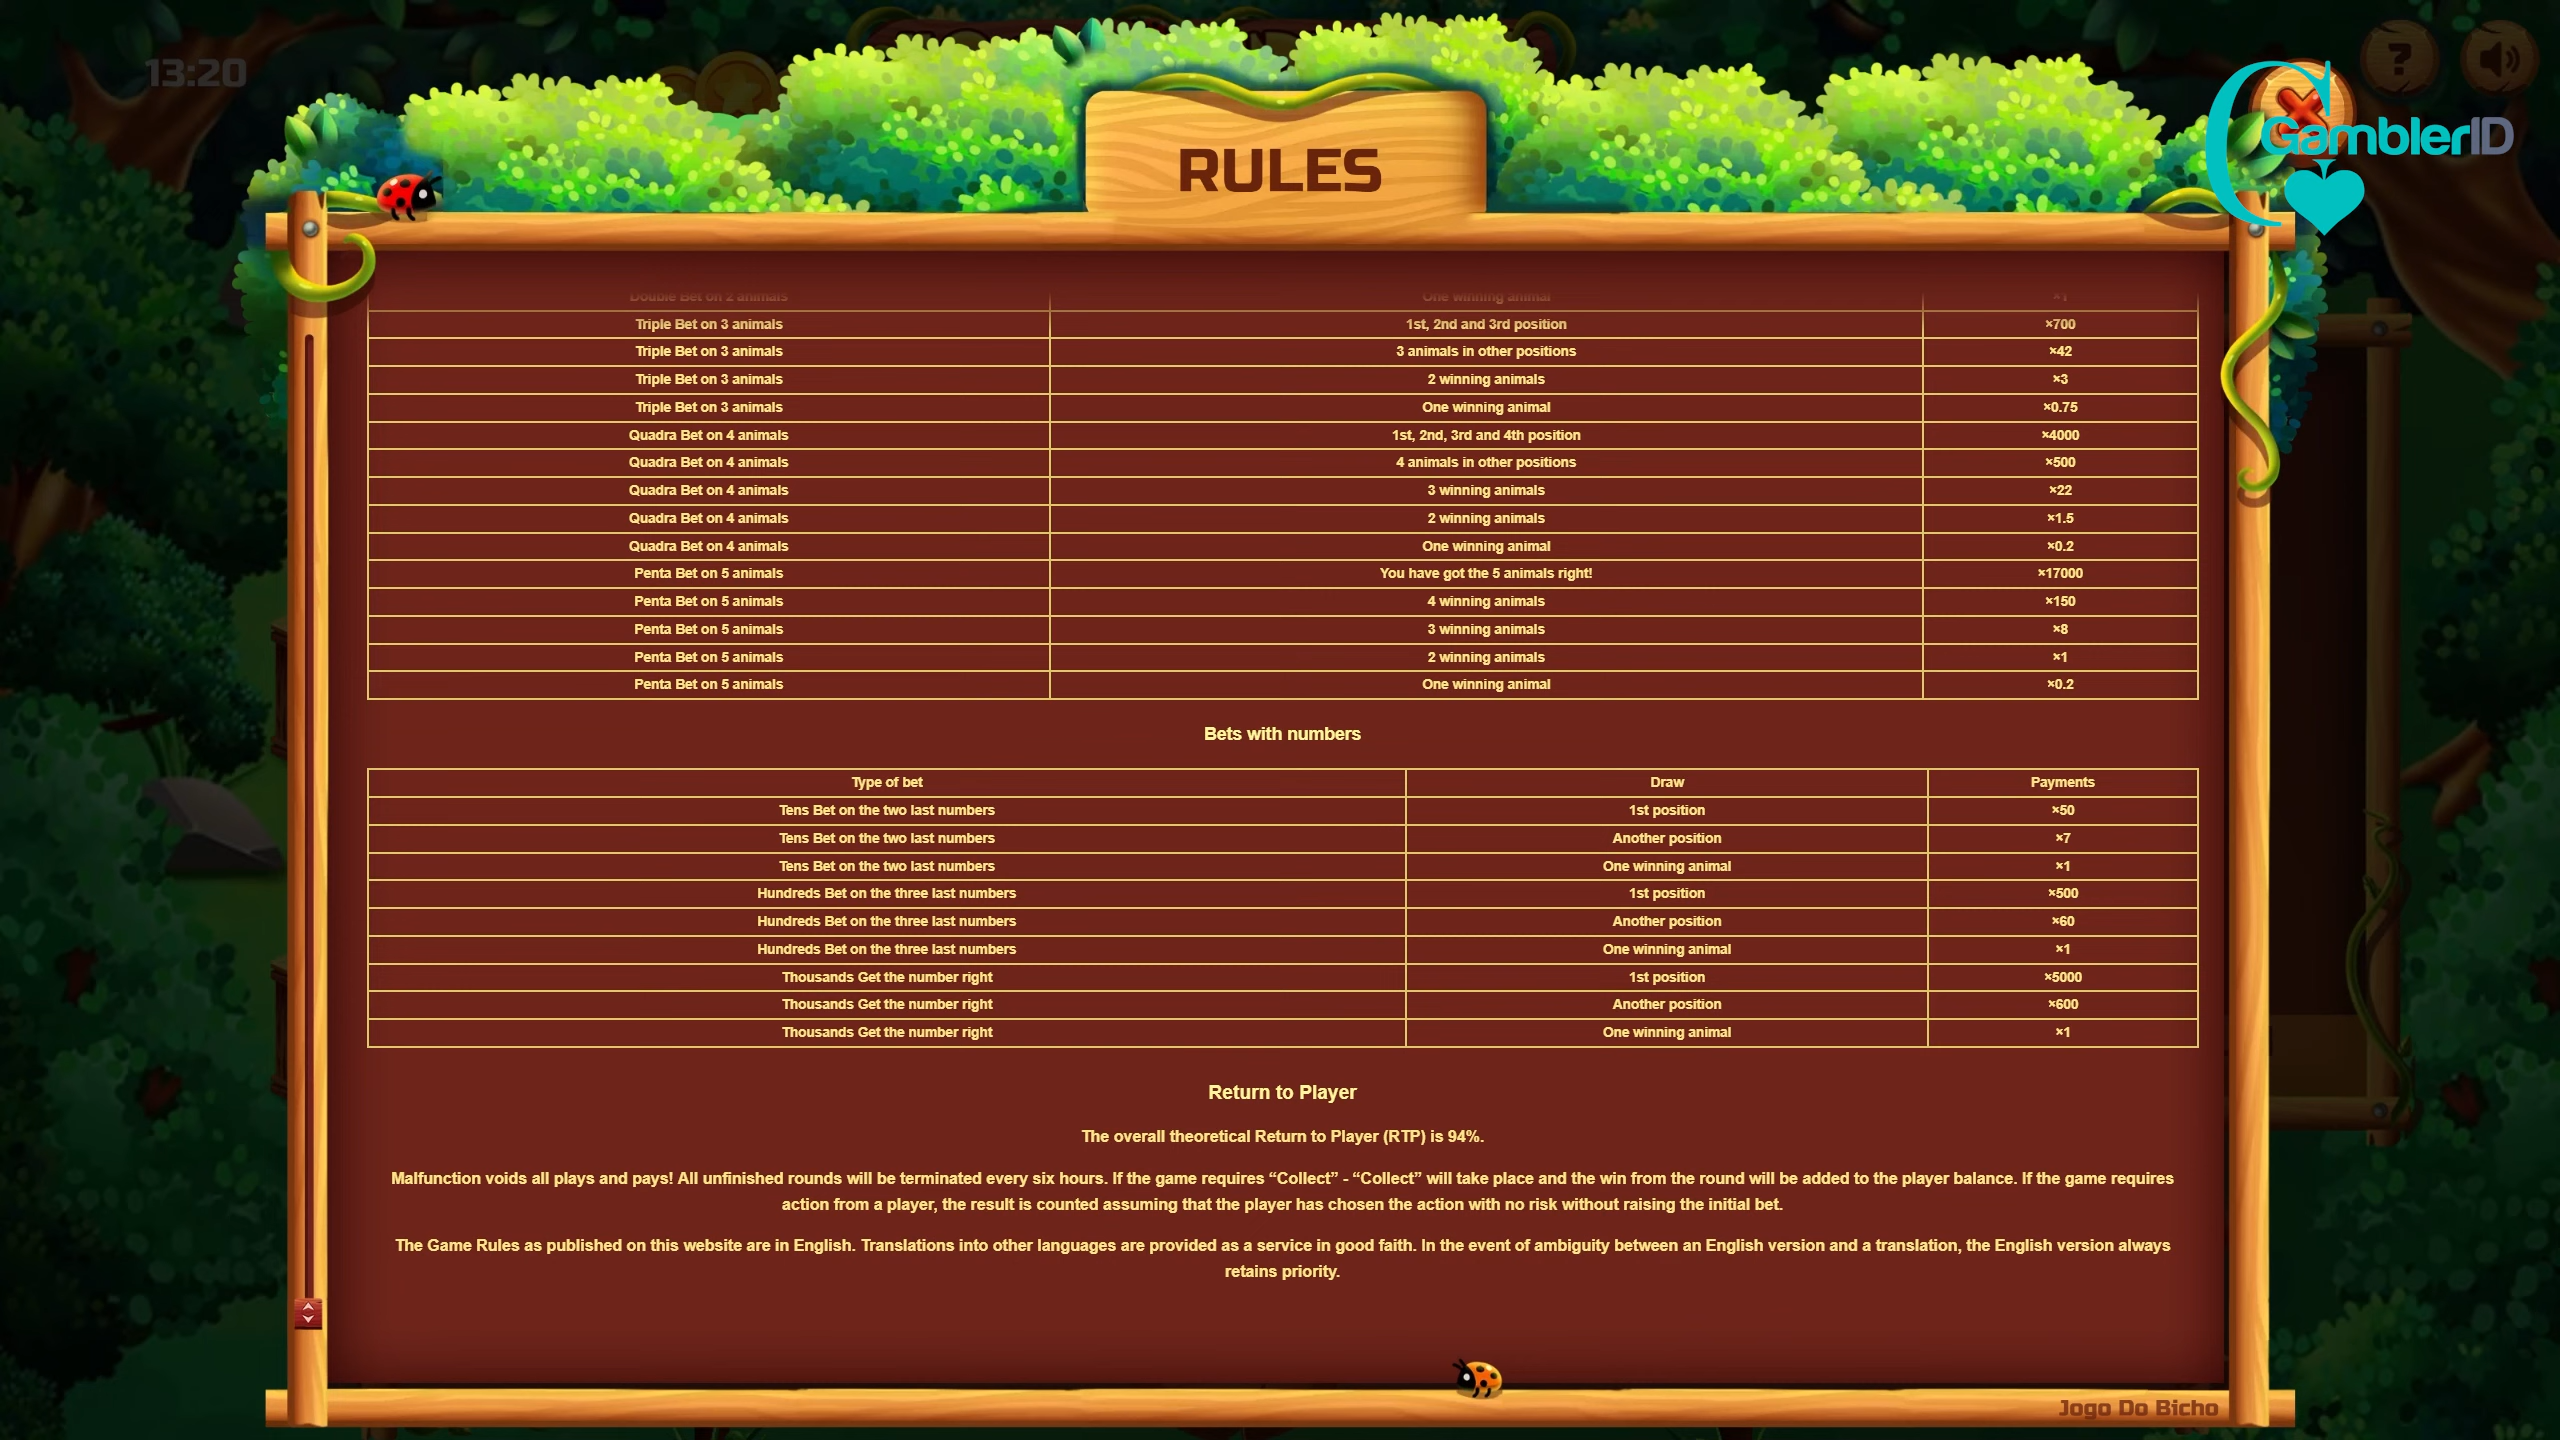 13:20
RULES
GamblerID
Double Bet on 2 animals One winning animal ×1
Triple Bet on 3 animals 1st, 2nd and 3rd position ×700
Triple Bet on 3 animals 3 animals in other positions ×42
Triple Bet on 3 animals 2 winning animals ×3
Triple Bet on 3 animals One winning animal ×0.75
Quadra Bet on 4 animals 1st, 2nd, 3rd and 4th position ×4000
Quadra Bet on 4 animals 4 animals in other positions ×500
Quadra Bet on 4 animals 3 winning animals ×22
Quadra Bet on 4 animals 2 winning animals ×1.5
Quadra Bet on 4 animals One winning animal ×0.2
Penta Bet on 5 animals You have got the 5 animals right! ×17000
Penta Bet on 5 animals 4 winning animals ×150
Penta Bet on 5 animals 3 winning animals ×8
Penta Bet on 5 animals 2 winning animals ×1
Penta Bet on 5 animals One winning animal ×0.2
Bets with numbers
Type of bet Draw Payments
Tens Bet on the two last numbers 1st position ×50
Tens Bet on the two last numbers Another position ×7
Tens Bet on the two last numbers One winning animal ×1
Hundreds Bet on the three last numbers 1st position ×500
Hundreds Bet on the three last numbers Another position ×60
Hundreds Bet on the three last numbers One winning animal ×1
Thousands Get the number right 1st position ×5000
Thousands Get the number right Another position ×600
Thousands Get the number right One winning animal ×1
Return to Player
The overall theoretical Return to Player (RTP) is 94%.
Malfunction voids all plays and pays! All unfinished rounds will be terminated every six hours. If the game requires “Collect” - “Collect” will take place and the win from the round will be added to the player balance. If the game requires
action from a player, the result is counted assuming that the player has chosen the action with no risk without raising the initial bet.
The Game Rules as published on this website are in English. Translations into other languages are provided as a service in good faith. In the event of ambiguity between an English version and a translation, the English version always
retains priority.
Jogo Do Bicho